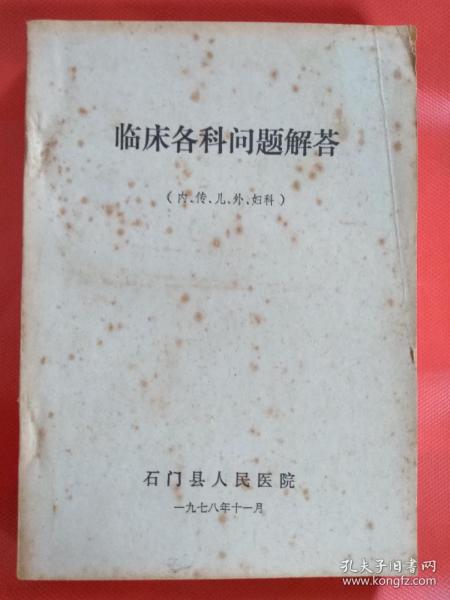 临床各科问题解荅
（内、传、儿、外、妇科）
石门县人民医院
一九七八年十一月
孔夫子旧书网
www.kongfz.com